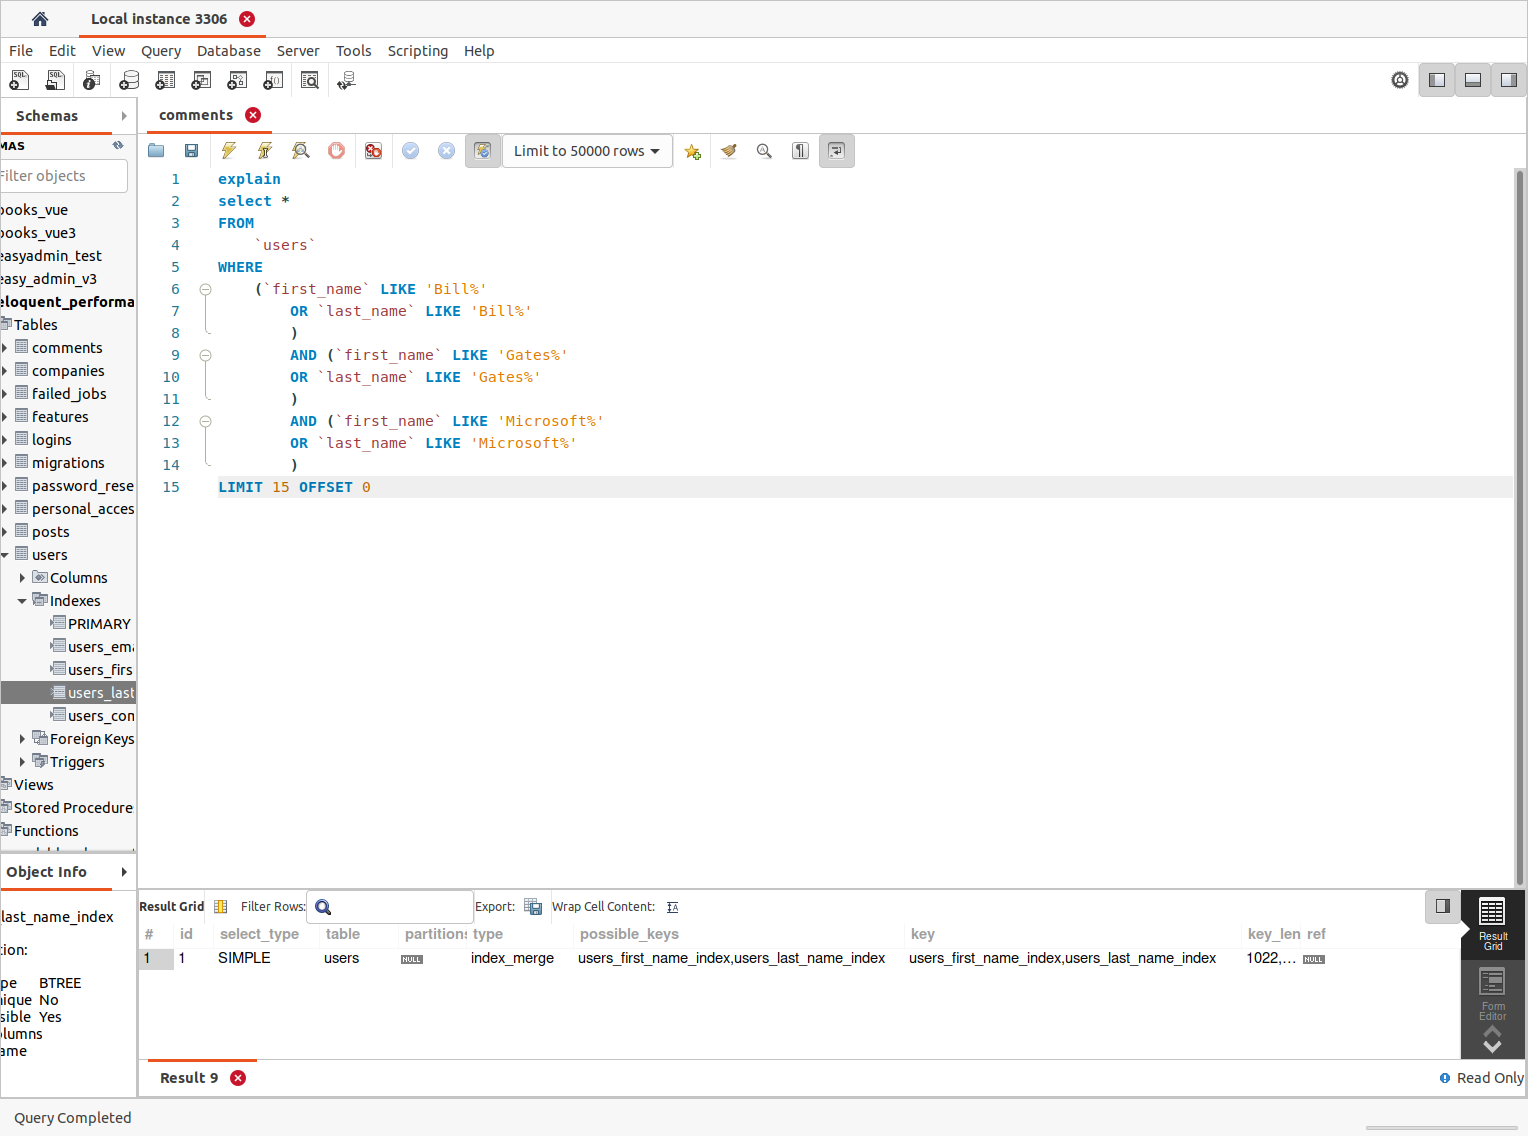 Local instance 3306
File Edit View Query Database Server Tools Scripting Help
Schemas
comments
MAS
Filter objects
Limit to 50000 rows
books_vue
books_vue3
easyadmin_test
easy_admin_v3
eloquent_performa
Tables
comments
companies
failed_jobs
features
logins
migrations
password_rese
personal_acces
posts
users
Columns
Indexes
PRIMARY
users_ema
users_firs
users_last
users_con
Foreign Keys
Triggers
Views
Stored Procedure
Functions
1 explain
2 select *
3 FROM
4 `users`
5 WHERE
6 (`first_name` LIKE 'Bill%'
7 OR `last_name` LIKE 'Bill%'
8 )
9 AND (`first_name` LIKE 'Gates%'
10 OR `last_name` LIKE 'Gates%'
11 )
12 AND (`first_name` LIKE 'Microsoft%'
13 OR `last_name` LIKE 'Microsoft%'
14 )
15 LIMIT 15 OFFSET 0
Object Info
last_name_index
tion:
pe BTREE
nique No
sible Yes
lumns
ame
Result Grid Filter Rows: Export: Wrap Cell Content:
# id select_type table partitions type possible_keys key key_len ref
1 1 SIMPLE users NULL index_merge users_first_name_index,users_last_name_index users_first_name_index,users_last_name_index 1022,... NULL
Result
Grid
Form
Editor
Result 9
Read Only
Query Completed